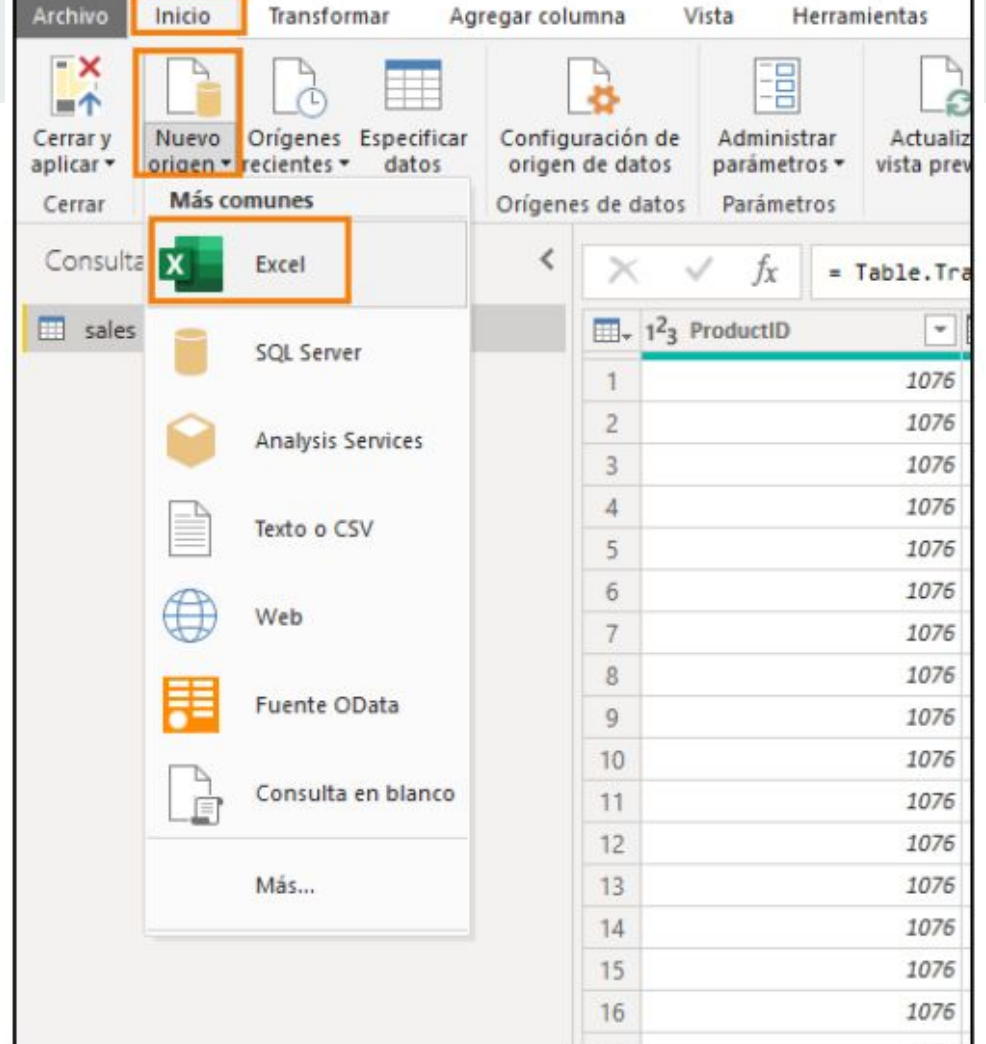 Archivo Inicio Transformar Agregar columna Vista Herramientas
Cerrar y aplicar
Nuevo origen
Orígenes recientes
Especificar datos
Configuración de origen de datos
Administrar parámetros
vista
Cerrar
Orígenes de datos
Parámetros
Más comunes
Excel
SQL Server
Analysis Services
Texto o CSV
Web
Fuente OData
Consulta en blanco
Más...
sales
fx = Table.Tra
1²3 ProductID
1 1076
2 1076
3 1076
4 1076
5 1076
6 1076
7 1076
8 1076
9 1076
10 1076
11 1076
12 1076
13 1076
14 1076
15 1076
16 1076